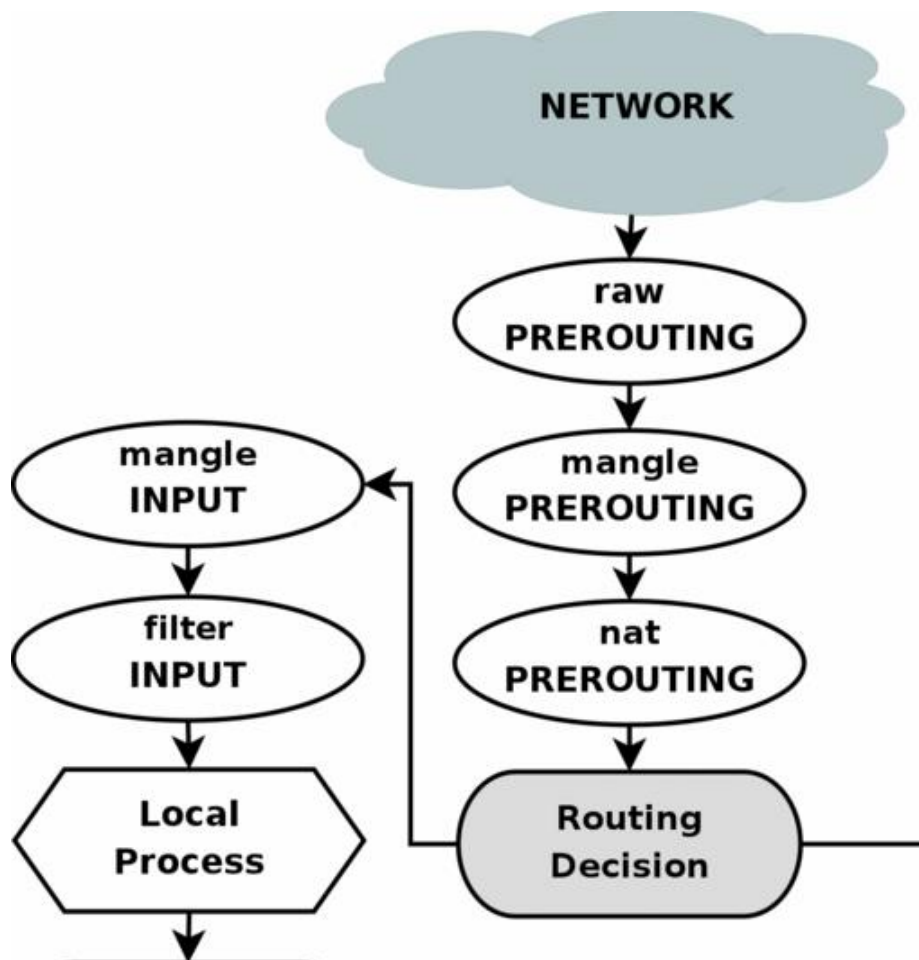 NETWORK
raw
PREROUTING
mangle
PREROUTING
nat
PREROUTING
Routing
Decision
mangle
INPUT
filter
INPUT
Local
Process